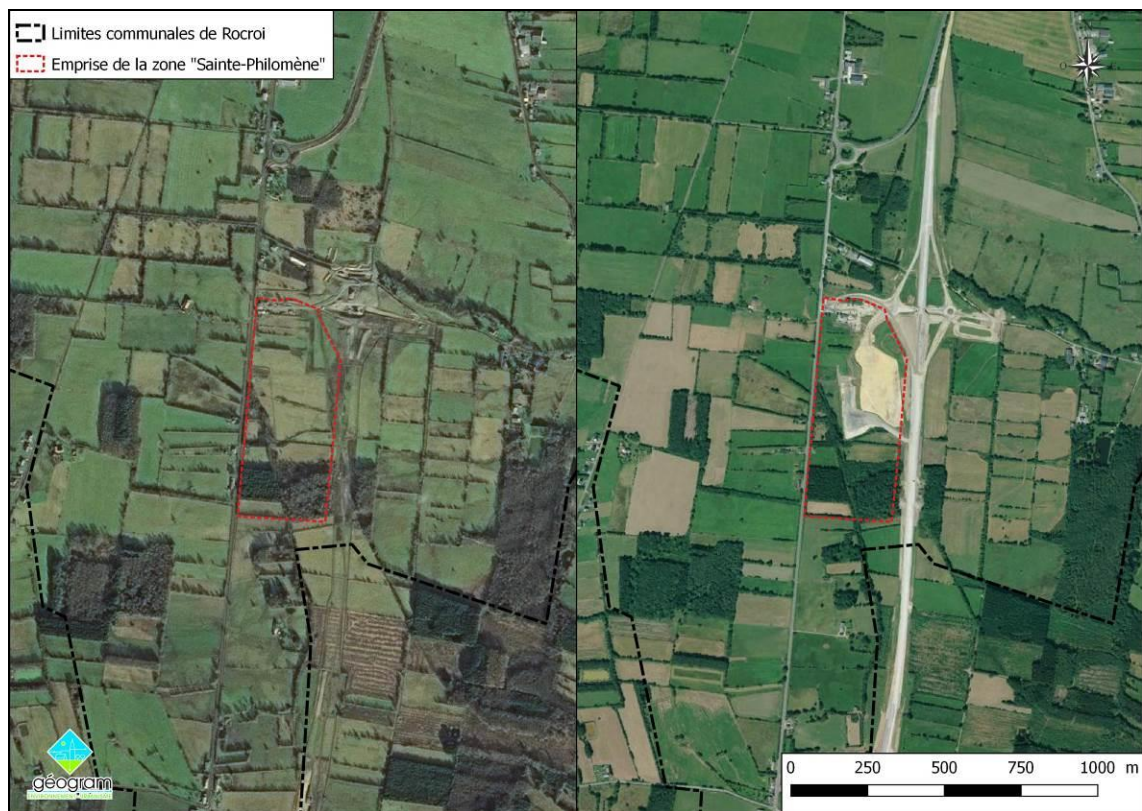 Limites communales de Rocroi
Emprise de la zone "Sainte-Philomène"
O
géogram
0 250 500 750 1000 m